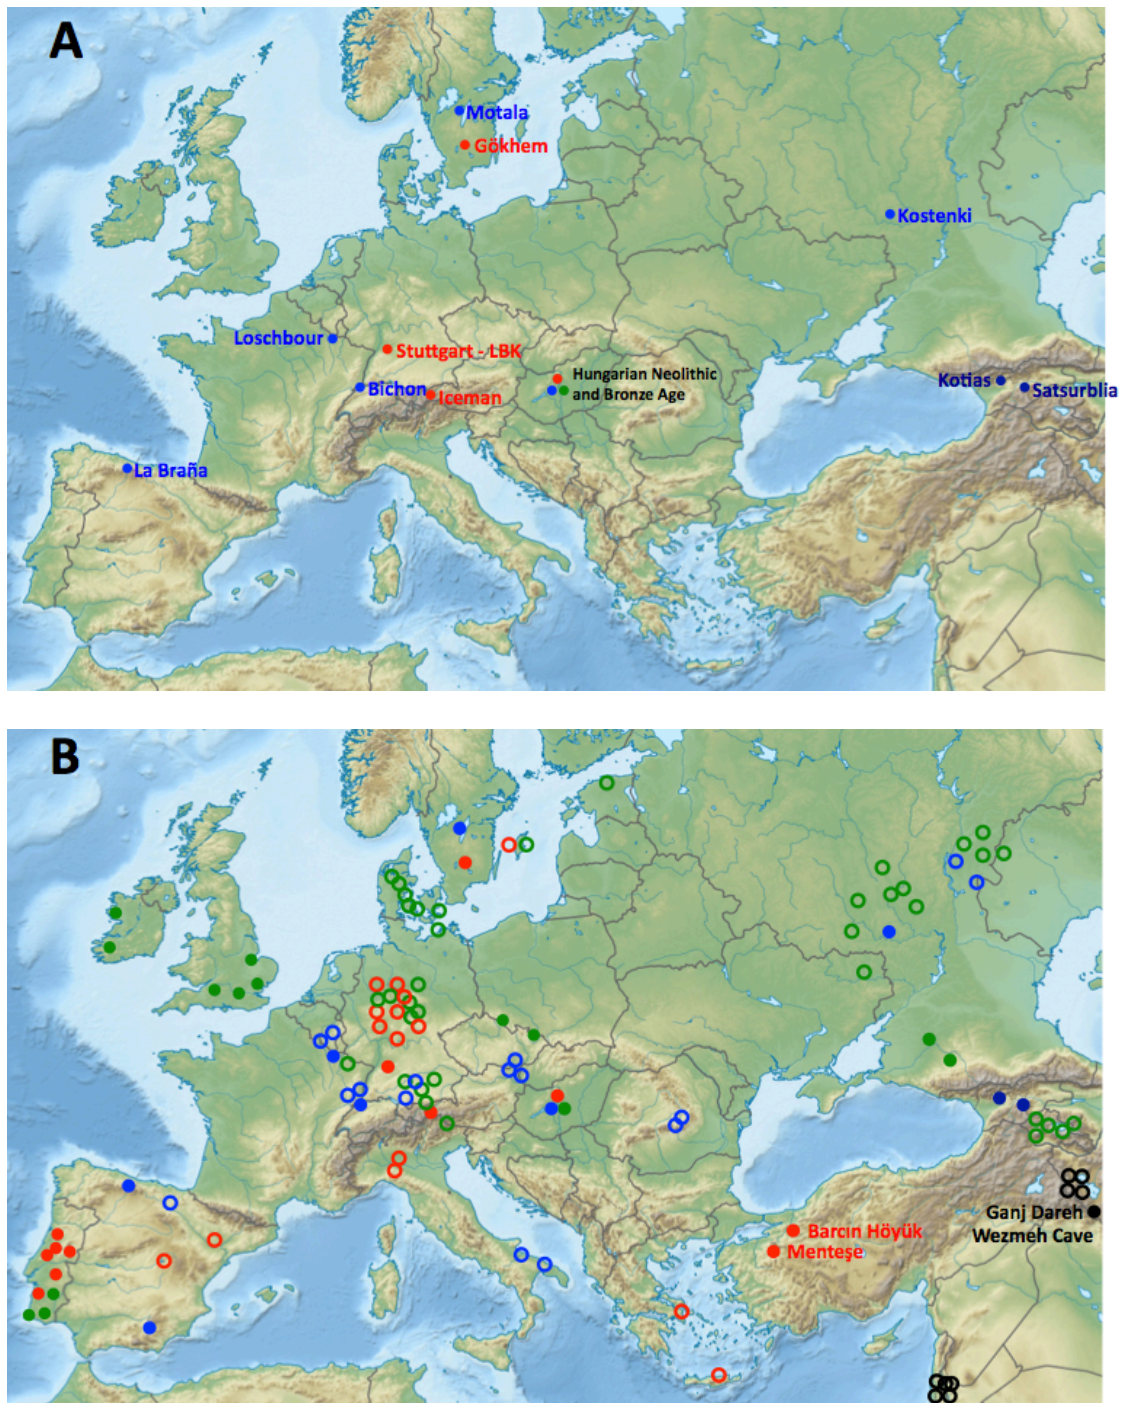 A
Motala
Gökhem
Kostenki
Loschbour
Stuttgart - LBK
Hungarian Neolithic
and Bronze Age
Bichon
Iceman
Kotias
Satsurblia
La Braña
B
Ganj Dareh
Wezmeh Cave
Barcın Höyük
Menteşe